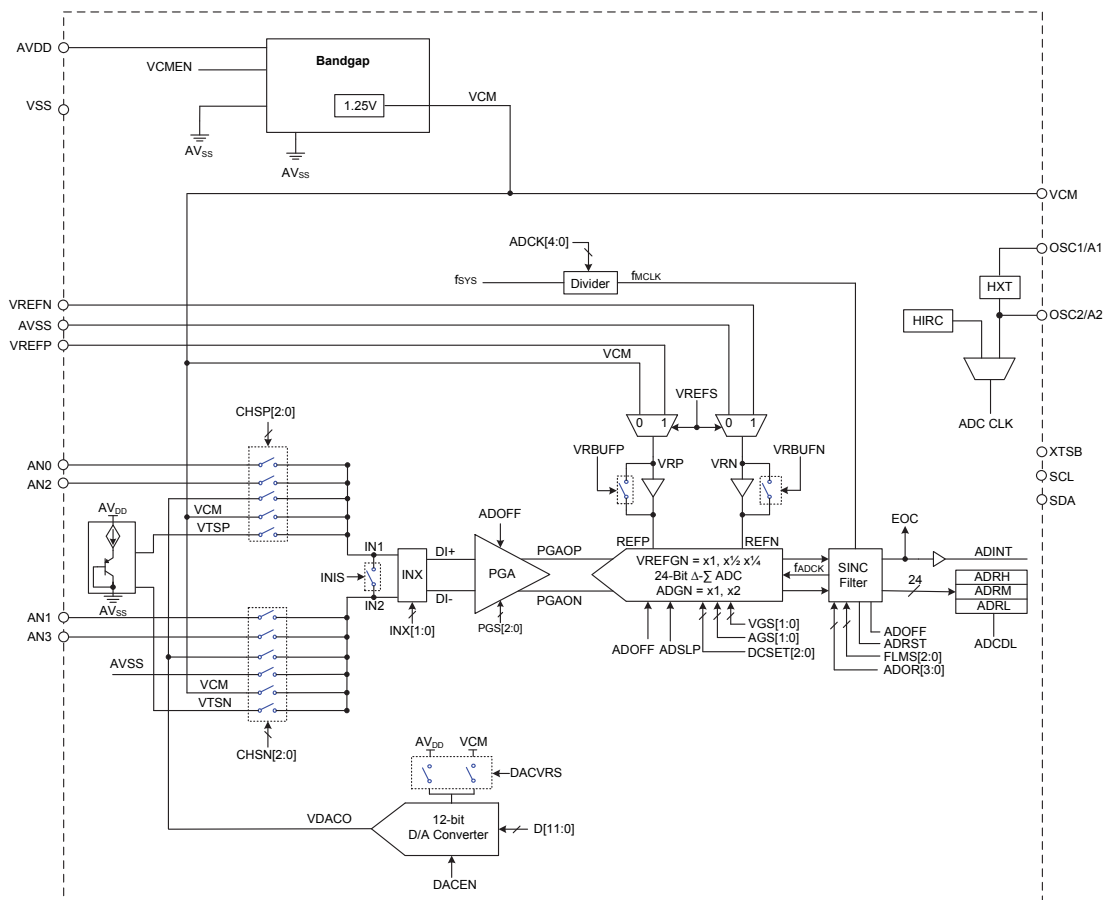 AVDD
VCMEN
VSS
Bandgap
1.25V
VCM
AVSS
AVSS
VCM
ADCK[4:0]
fSYS
Divider
fMCLK
OSC1/A1
HXT
OSC2/A2
HIRC
ADC CLK
VREFN
AVSS
VREFP
VCM
VREFS
0 1
0 1
VRBUFP
VRP
VRN
VRBUFN
XTSB
SCL
SDA
CHSP[2:0]
AN0
AN2
AVDD
VCM
VTSP
AVSS
ADOFF
IN1
INIS
IN2
INX
INX[1:0]
DI+
DI-
PGA
PGS[2:0]
PGAOP
PGAON
REFP
REFN
VREFGN = x1, x½ x¼
24-Bit Δ-∑ ADC
ADGN = x1, x2
fADCK
SINC
Filter
EOC
ADINT
24
ADRH
ADRM
ADRL
ADCDL
ADOFF
ADSLP
VGS[1:0]
AGS[1:0]
DCSET[2:0]
ADOFF
ADRST
FLMS[2:0]
ADOR[3:0]
AN1
AN3
AVSS
VCM
VTSN
CHSN[2:0]
AVDD
VCM
DACVRS
VDACO
12-bit
D/A Converter
D[11:0]
DACEN